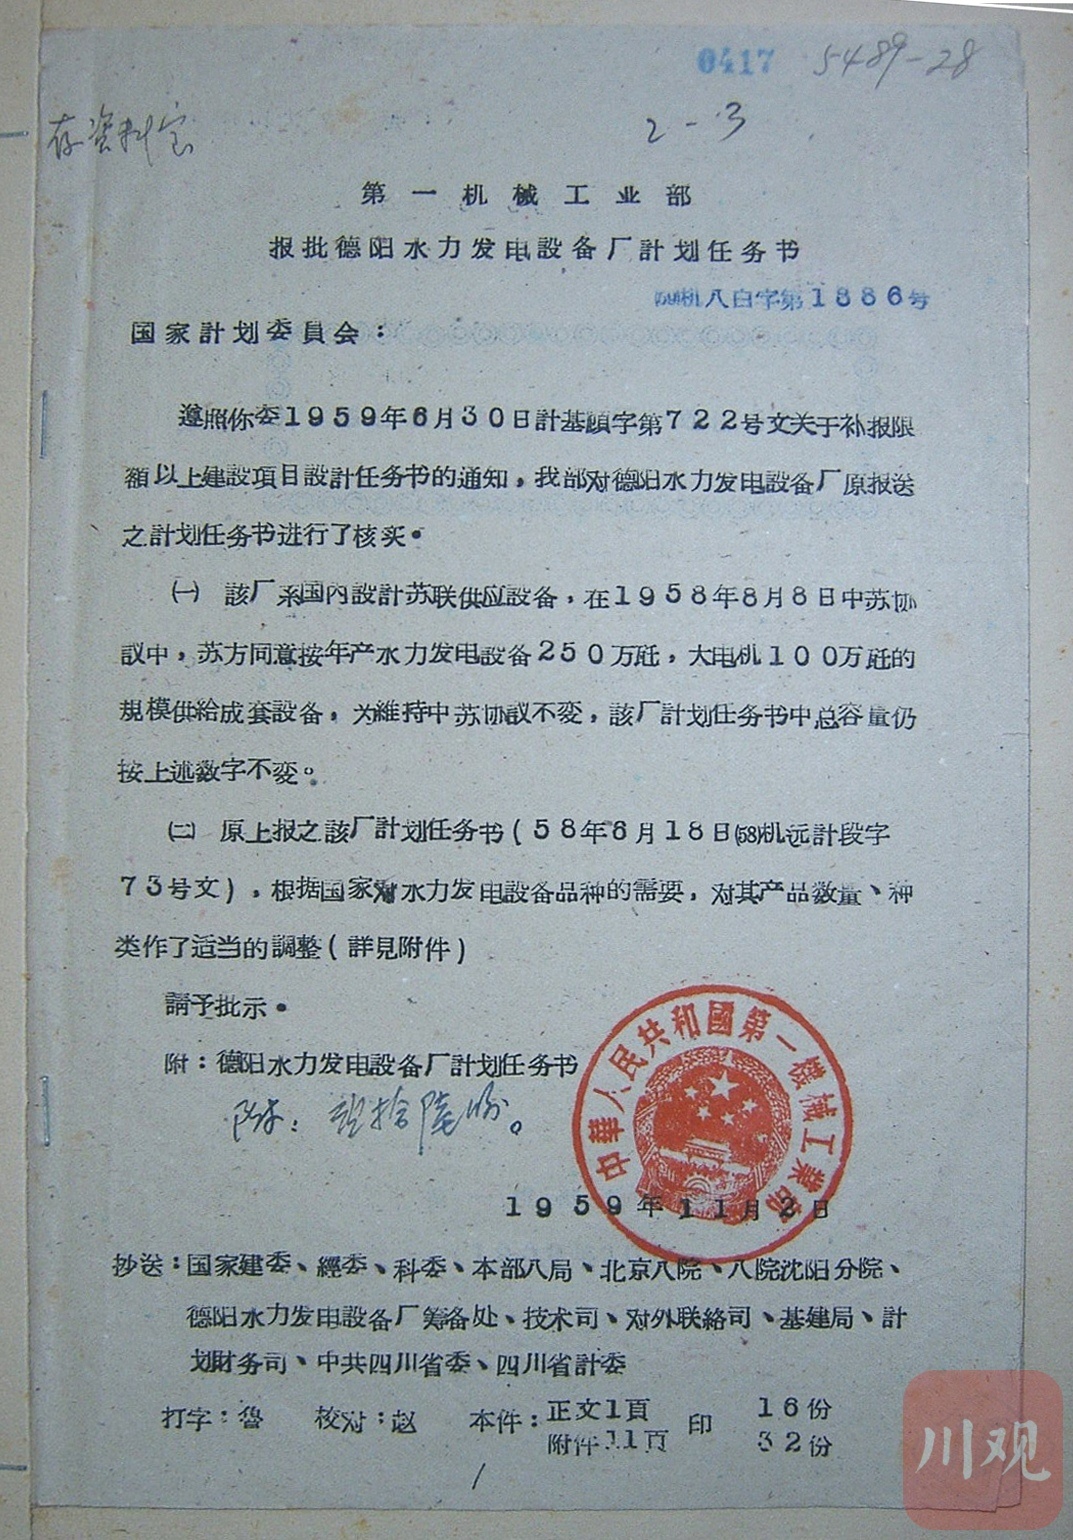 0417 5489-28
2-3
存资料室
第一机械工业部
报批德阳水力发电設备厂計划任务书
(59)机八白字第1886号
国家計划委員会：
遵照你委1959年6月30日計基顧字第722号文关于补报限
額以上建設項目設計任务书的通知，我部对德阳水力发电設备厂原报送
之計划任务书进行了核实。
(一) 該厂系国内設計苏联供应設备，在1958年8月8日中苏协
議中，苏方同意按年产水力发电設备250万瓩，大电机100万瓩的
規模供給成套設备，为維持中苏协議不变，該厂計划任务书中总容量仍
按上述数字不变。
(二) 原上报之該厂計划任务书(58年6月18日(58)机远計段字
73号文)，根据国家对水力发电設备品种的需要，对其产品数量、种
类作了适当的調整(詳見附件)
請予批示。
附：德阳水力发电設备厂計划任务书
附： 拾陆份。
中華人民共和國第一機械工業部
1959年11月2日
抄送：国家建委、經委、科委、本部八局、北京八院、八院沈阳分院、
德阳水力发电設备厂筹备处、技术司、对外联絡司、基建局、計
划財务司、中共四川省委、四川省計委
打字：魯 校对：赵 本件：正文1頁 印 16份
附件11頁 32份
川观